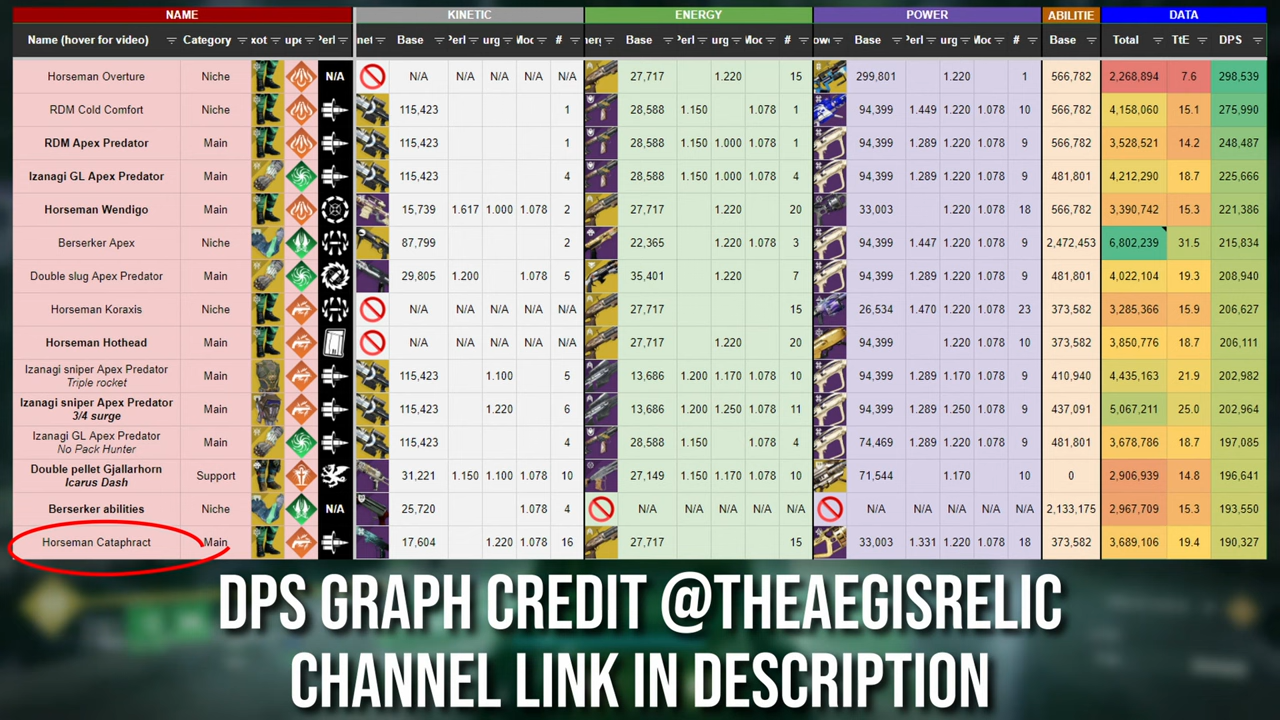 NAME KINETIC ENERGY POWER ABILITIE DATA
Name (hover for video) Category Base # Base # Base # Base Total TtE DPS
Horseman Overture Niche N/A N/A N/A N/A N/A N/A 27,717 1.220 15 299,801 1.220 1 566,782 2,268,894 7.6 298,539
RDM Cold Comfort Niche 115,423 1 28,588 1.150 1.078 1 94,399 1.449 1.220 1.078 10 566,782 4,158,060 15.1 275,990
RDM Apex Predator Main 115,423 1 28,588 1.150 1.000 1.078 1 94,399 1.289 1.220 1.078 9 566,782 3,528,521 14.2 248,487
Izanagi GL Apex Predator Main 115,423 4 28,588 1.150 1.000 1.078 4 94,399 1.289 1.220 1.078 9 481,801 4,212,290 18.7 225,666
Horseman Wendigo Main 15,739 1.617 1.000 1.078 2 27,717 1.220 20 33,003 1.220 1.078 18 566,782 3,390,742 15.3 221,386
Berserker Apex Niche 87,799 2 22,365 1.220 1.078 3 94,399 1.447 1.220 1.078 9 2,472,453 6,802,239 31.5 215,834
Double slug Apex Predator Main 29,805 1.200 1.078 5 35,401 1.220 7 94,399 1.289 1.220 1.078 9 481,801 4,022,104 19.3 208,940
Horseman Koraxis Niche N/A N/A N/A N/A N/A 27,717 15 26,534 1.470 1.220 1.078 23 373,582 3,285,366 15.9 206,627
Horseman Hothead Main N/A N/A N/A N/A N/A 27,717 1.220 20 94,399 1.220 1.078 10 373,582 3,850,776 18.7 206,111
Izanagi sniper Apex Predator Main 115,423 1.100 5 13,686 1.200 1.170 1.078 10 94,399 1.289 1.170 1.078 9 410,940 4,435,163 21.9 202,982
Triple rocket
Izanagi sniper Apex Predator Main 115,423 1.220 6 13,686 1.200 1.250 1.078 11 94,399 1.289 1.250 1.078 9 437,091 5,067,211 25.0 202,964
3/4 surge
Izanagi GL Apex Predator Main 115,423 4 28,588 1.150 1.078 4 74,469 1.289 1.220 1.078 9 481,801 3,678,786 18.7 197,085
No Pack Hunter
Double pellet Gjallarhorn Support 31,221 1.150 1.100 1.078 10 27,149 1.150 1.170 1.078 10 71,544 1.170 10 0 2,906,939 14.8 196,641
Icarus Dash
Berserker abilities Niche N/A 25,720 1.078 4 N/A N/A N/A N/A N/A N/A N/A N/A N/A N/A 2,133,175 2,967,709 15.3 193,550
Horseman Cataphract Main 17,604 1.220 1.078 16 27,717 15 33,003 1.331 1.220 1.078 18 373,582 3,689,106 19.4 190,327
DPS GRAPH CREDIT @THEAEGISRELIC
CHANNEL LINK IN DESCRIPTION